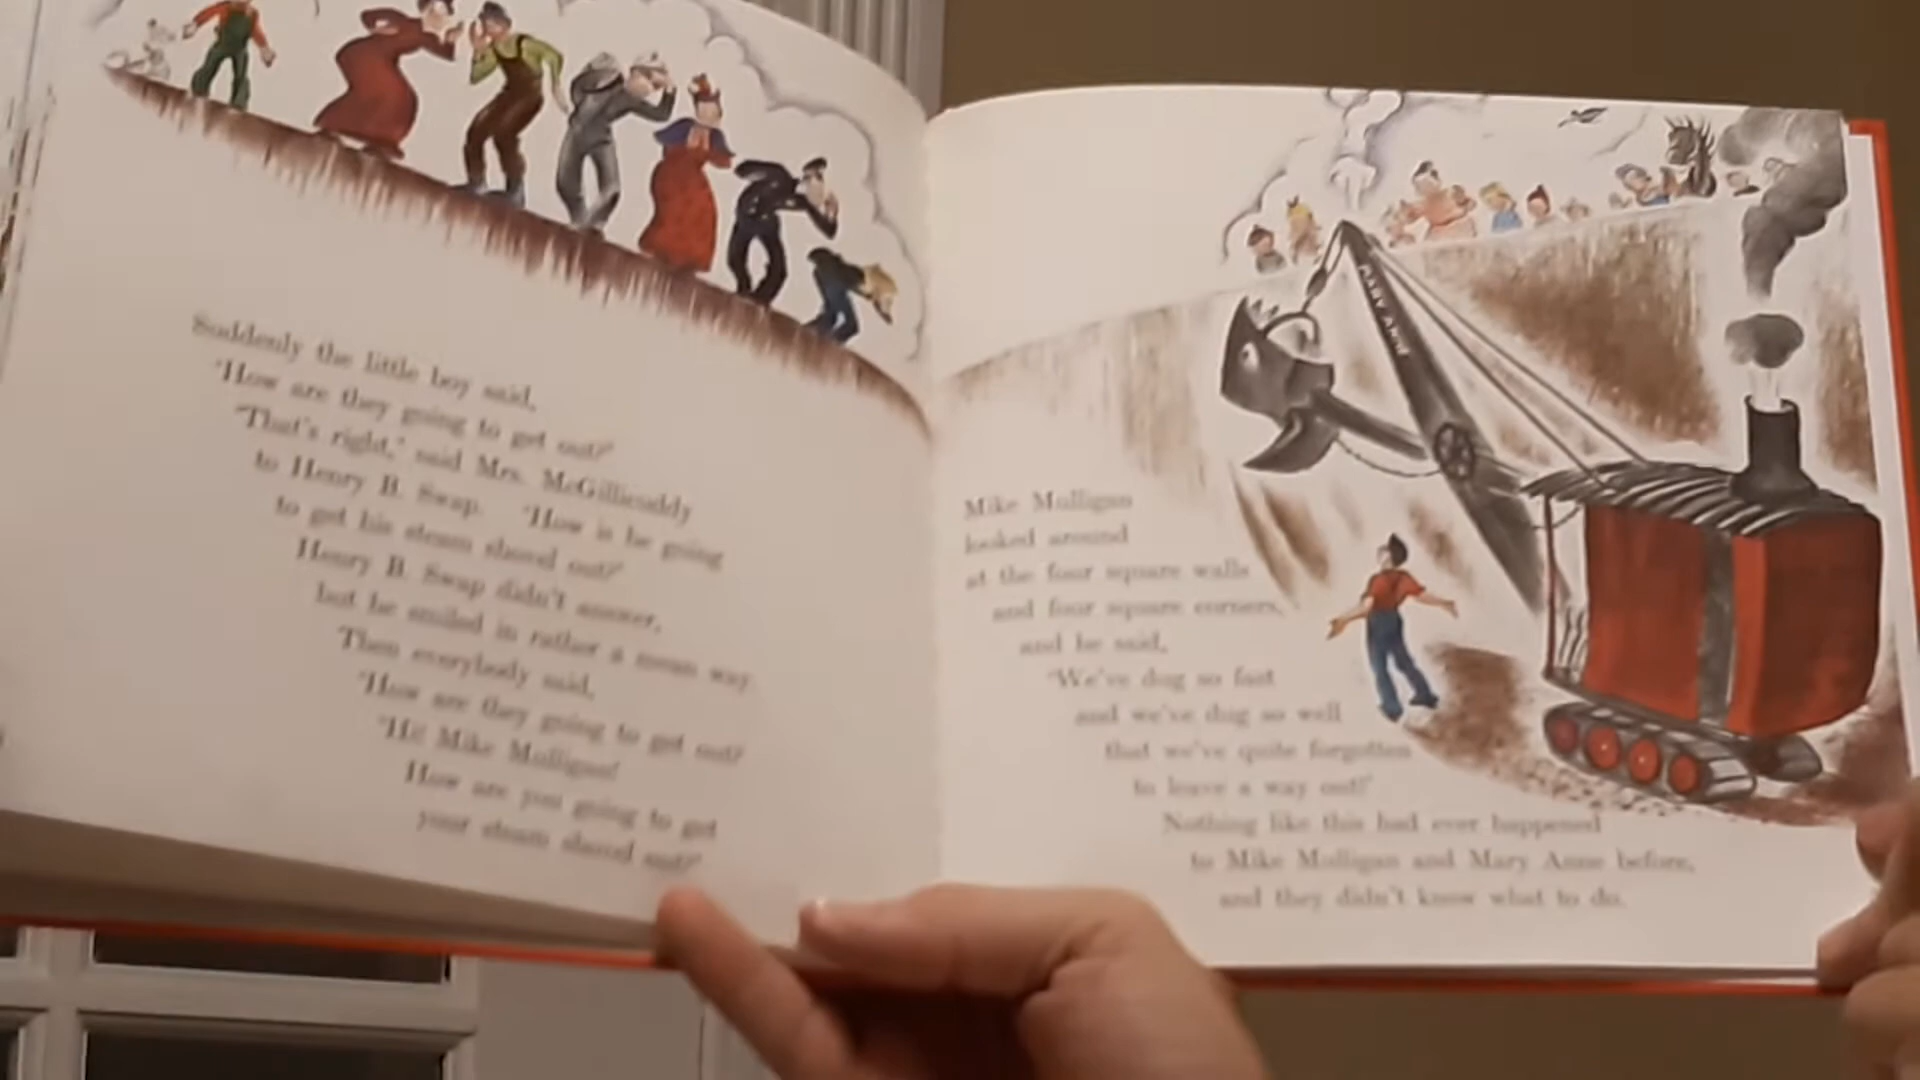 Suddenly the little boy said,
"How are they going to get out?"
"That's right," said Mrs. McGillicuddy
to Henry B. Swap. "How is he going
to get his steam shovel out?"
Henry B. Swap didn't answer,
but he smiled in rather a mean way.
Then everybody said,
"How are they going to get out?
"Hi! Mike Mulligan!
How are you going to get
your steam shovel out?"
MARY ANNE
Mike Mulligan
looked around
at the four square walls
and four square corners,
and he said,
"We've dug so fast
and we've dug so well
that we've quite forgotten
to leave a way out!"
Nothing like this had ever happened
to Mike Mulligan and Mary Anne before,
and they didn't know what to do.